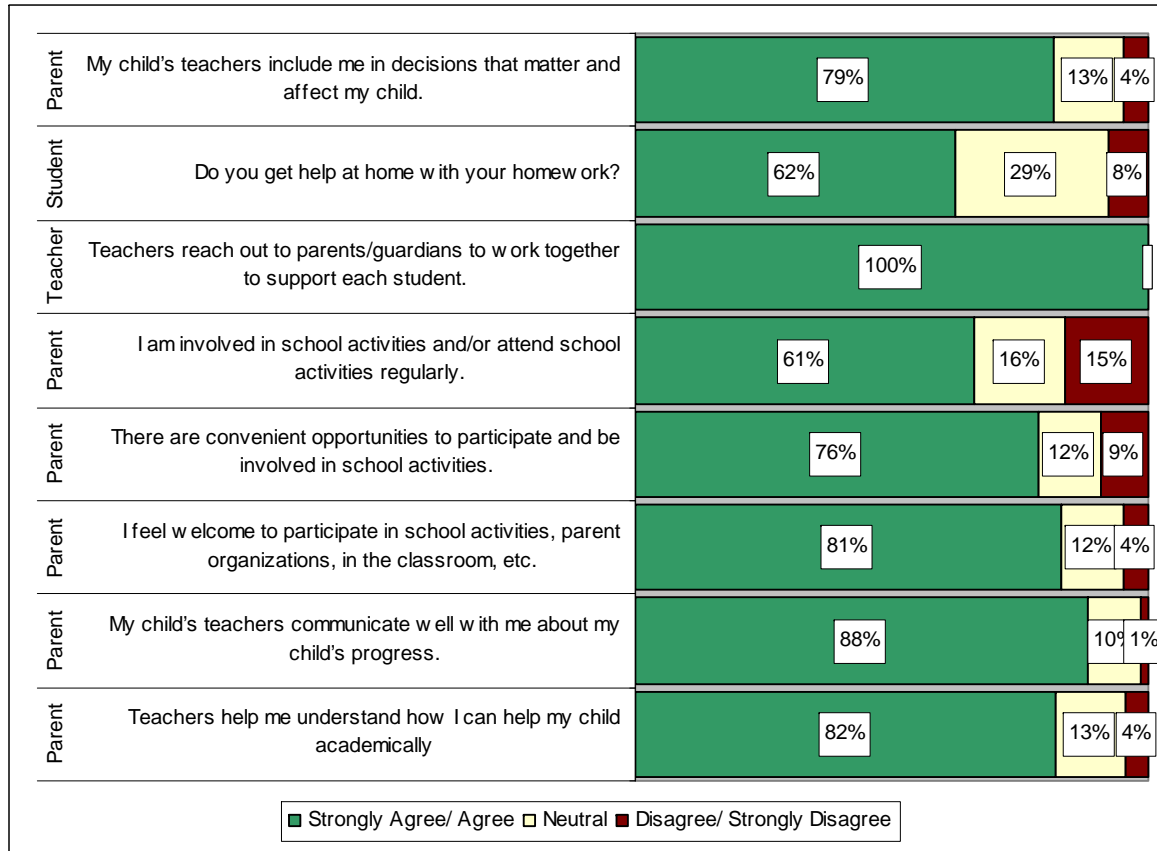 Parent
My child's teachers include me in decisions that matter and
affect my child.
79%
13%
4%
Student
Do you get help at home with your homework?
62%
29%
8%
Teacher
Teachers reach out to parents/guardians to work together
to support each student.
100%
Parent
I am involved in school activities and/or attend school
activities regularly.
61%
16%
15%
Parent
There are convenient opportunities to participate and be
involved in school activities.
76%
12%
9%
Parent
I feel welcome to participate in school activities, parent
organizations, in the classroom, etc.
81%
12%
4%
Parent
My child's teachers communicate well with me about my
child's progress.
88%
10%
1%
Parent
Teachers help me understand how I can help my child
academically
82%
13%
4%
Strongly Agree/ Agree
Neutral
Disagree/ Strongly Disagree